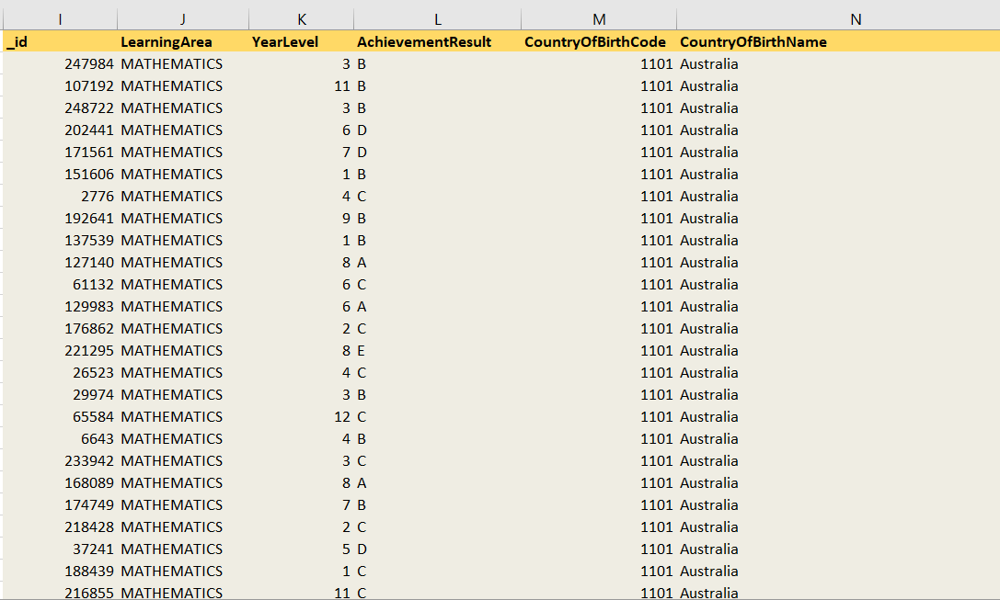 I J K L M N
_id LearningArea YearLevel AchievementResult CountryOfBirthCode CountryOfBirthName
247984 MATHEMATICS 3 B 1101 Australia
107192 MATHEMATICS 11 B 1101 Australia
248722 MATHEMATICS 3 B 1101 Australia
202441 MATHEMATICS 6 D 1101 Australia
171561 MATHEMATICS 7 D 1101 Australia
151606 MATHEMATICS 1 B 1101 Australia
2776 MATHEMATICS 4 C 1101 Australia
192641 MATHEMATICS 9 B 1101 Australia
137539 MATHEMATICS 1 B 1101 Australia
127140 MATHEMATICS 8 A 1101 Australia
61132 MATHEMATICS 6 C 1101 Australia
129983 MATHEMATICS 6 A 1101 Australia
176862 MATHEMATICS 2 C 1101 Australia
221295 MATHEMATICS 8 E 1101 Australia
26523 MATHEMATICS 4 C 1101 Australia
29974 MATHEMATICS 3 B 1101 Australia
65584 MATHEMATICS 12 C 1101 Australia
6643 MATHEMATICS 4 B 1101 Australia
233942 MATHEMATICS 3 C 1101 Australia
168089 MATHEMATICS 8 A 1101 Australia
174749 MATHEMATICS 7 B 1101 Australia
218428 MATHEMATICS 2 C 1101 Australia
37241 MATHEMATICS 5 D 1101 Australia
188439 MATHEMATICS 1 C 1101 Australia
216855 MATHEMATICS 11 C 1101 Australia